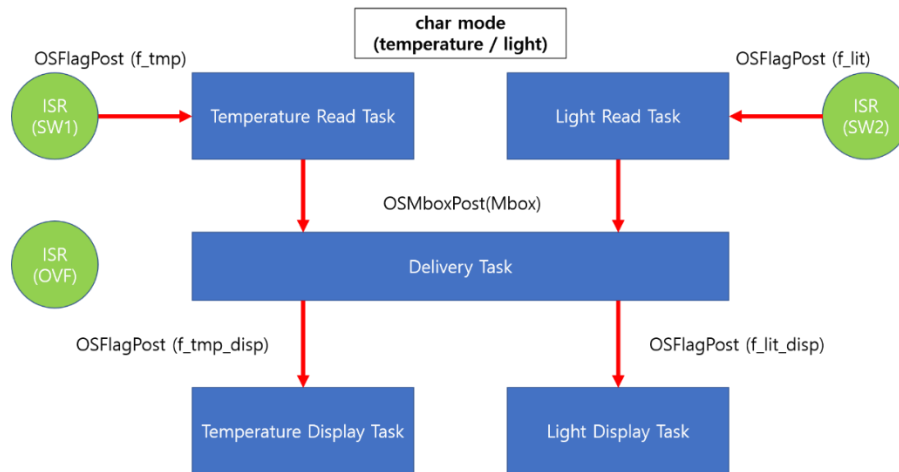 char mode
(temperature / light)
OSFlagPost (f_tmp)
OSFlagPost (f_lit)
ISR
(SW1)
Temperature Read Task
Light Read Task
ISR
(SW2)
OSMboxPost(Mbox)
ISR
(OVF)
Delivery Task
OSFlagPost (f_tmp_disp)
OSFlagPost (f_lit_disp)
Temperature Display Task
Light Display Task